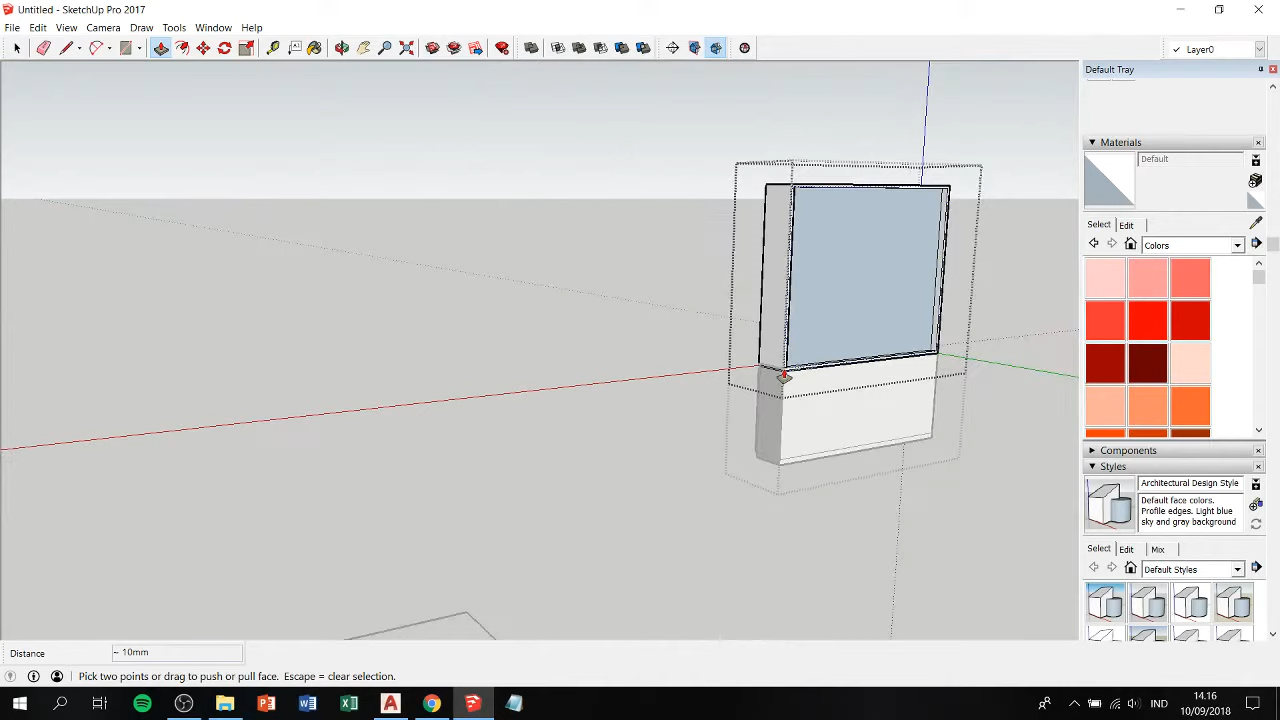 Untitled - SketchUp Pro 2017
File Edit View Camera Draw Tools Window Help
Layer0
Default Tray
Materials
Default
Select Edit
Colors
Components
Styles
Architectural Design Style
Default face colors.
Profile edges. Light blue
sky and gray background
Select Edit Mix
Default Styles
Distance ~ 10mm
Pick two points or drag to push or pull face. Escape = clear selection.
IND
14.16
10/09/2018